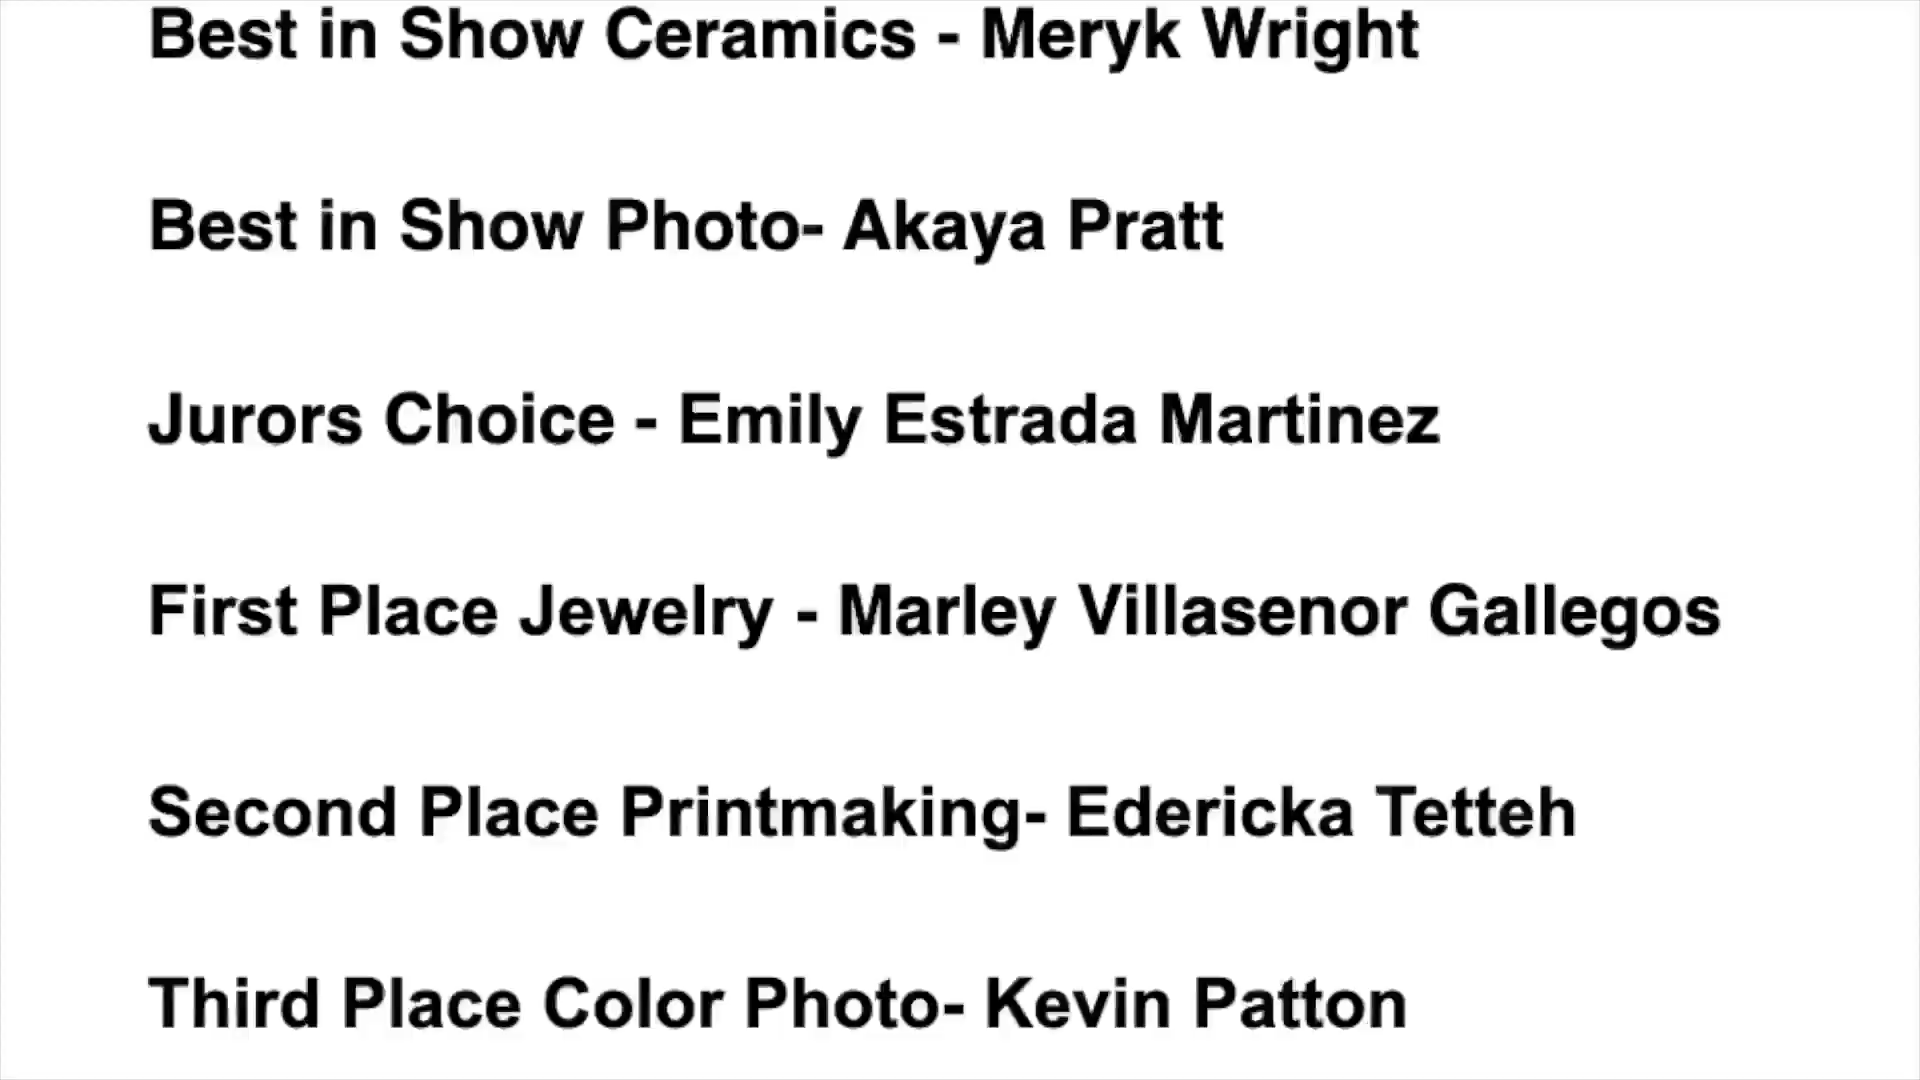 Best in Show Ceramics - Meryk Wright
Best in Show Photo- Akaya Pratt
Jurors Choice - Emily Estrada Martinez
First Place Jewelry - Marley Villasenor Gallegos
Second Place Printmaking- Edericka Tetteh
Third Place Color Photo- Kevin Patton